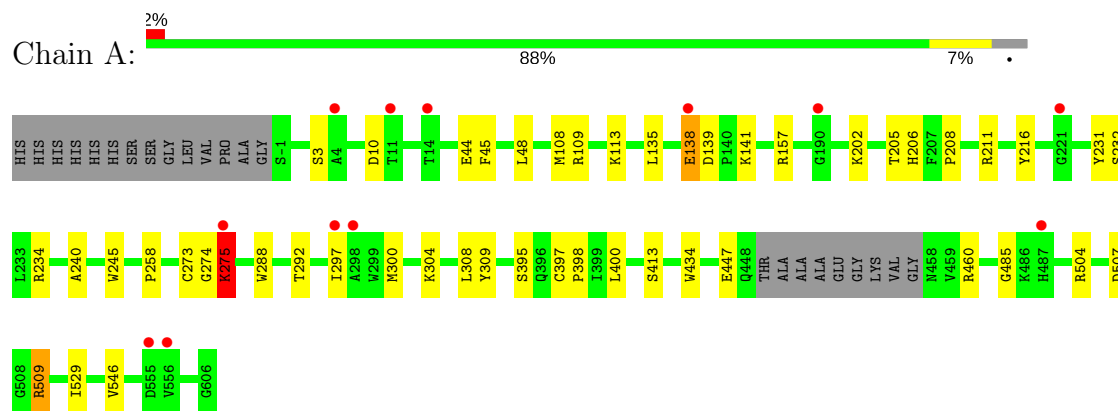 2%
Chain A:
88% 7% •
HIS HIS HIS HIS HIS HIS SER SER GLY LEU VAL PRO ALA GLY S-1 S3 A4 D10 T11 T14 E44 F45 L48 M108 R109 K113 L135 E138 D139 P140 K141 R157 G190 K202 T205 H206 F207 P208 R211 Y216 G221 Y231 S232
L233 R234 A240 W245 P258 C273 G274 K275 W288 T292 I297 A298 W299 M300 K304 L308 Y309 S395 Q396 C397 P398 I399 L400 S413 W434 E447 Q448 THR ALA ALA ALA GLU GLY LYS VAL GLY N458 V459 R460 G485 K486 H487 R504 D507
G508 R509 I529 V546 D555 V556 G606